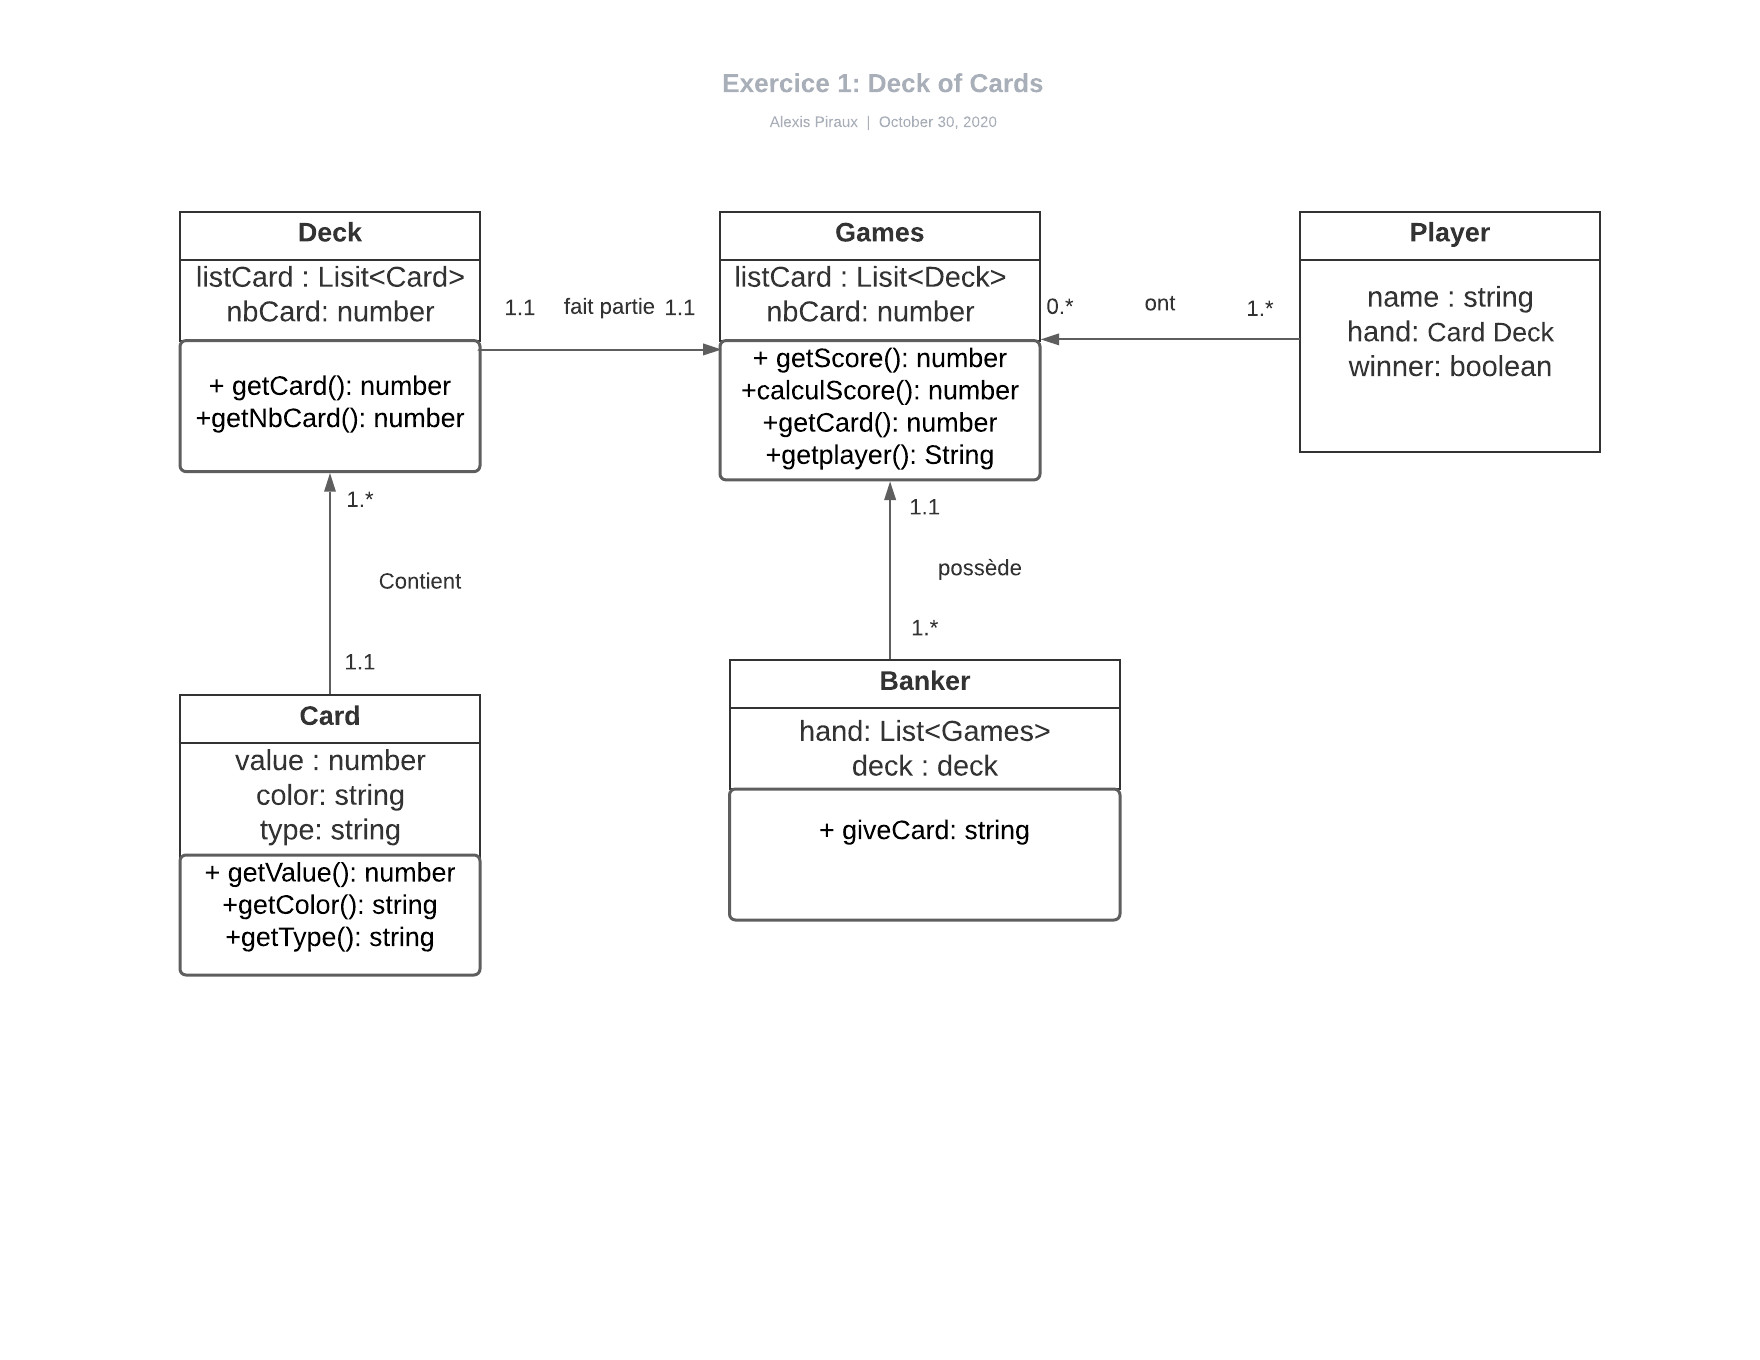 Exercice 1: Deck of Cards
Alexis Piraux | October 30, 2020
Deck
listCard : Lisit<Card>
nbCard: number
+ getCard(): number
+getNbCard(): number
1.1
fait partie
1.1
Games
listCard : Lisit<Deck>
nbCard: number
+ getScore(): number
+calculScore(): number
+getCard(): number
+getplayer(): String
0.*
ont
1.*
Player
name : string
hand: Card Deck
winner: boolean
1.*
Contient
1.1
1.1
possède
1.*
Card
value : number
color: string
type: string
+ getValue(): number
+getColor(): string
+getType(): string
Banker
hand: List<Games>
deck : deck
+ giveCard: string